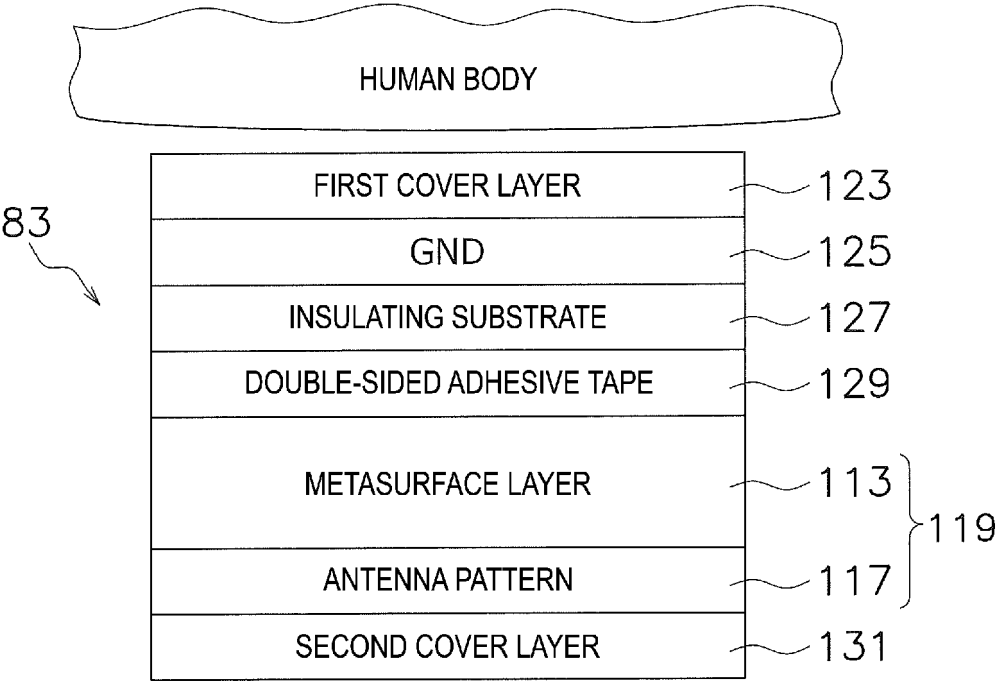 HUMAN BODY
FIRST COVER LAYER 123
83
GND 125
INSULATING SUBSTRATE 127
DOUBLE-SIDED ADHESIVE TAPE 129
METASURFACE LAYER 113
119
ANTENNA PATTERN 117
SECOND COVER LAYER 131